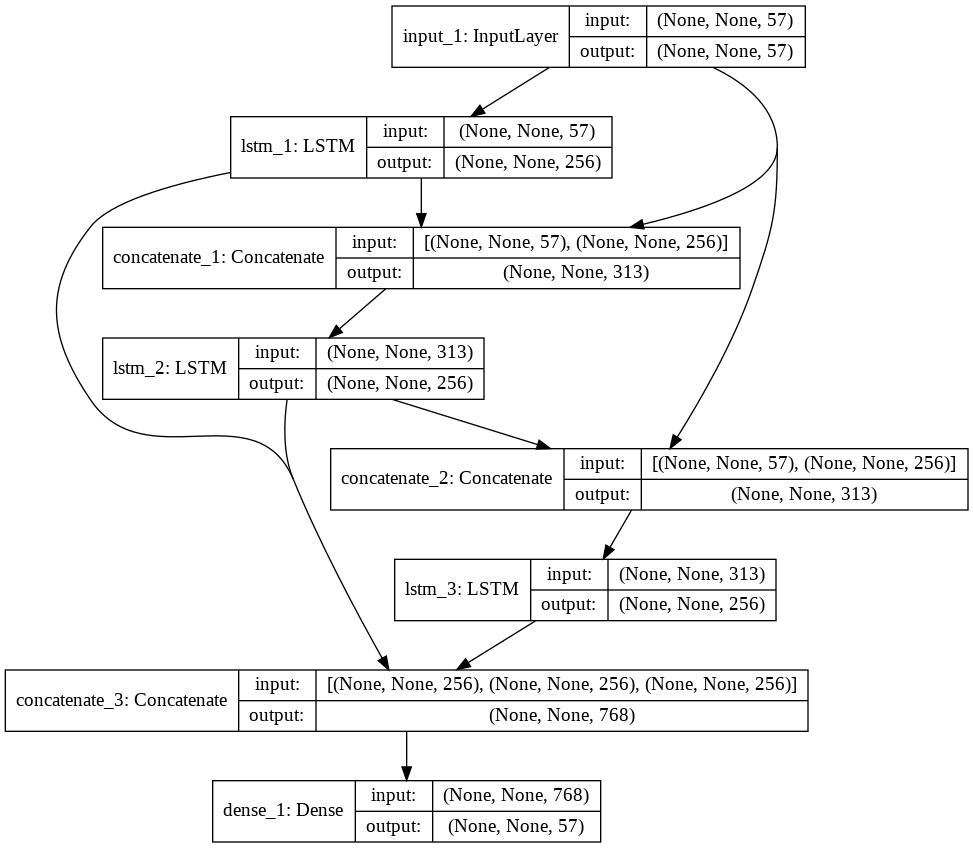 input_1: InputLayer
input: (None, None, 57)
output: (None, None, 57)
lstm_1: LSTM
input: (None, None, 57)
output: (None, None, 256)
concatenate_1: Concatenate
input: [(None, None, 57), (None, None, 256)]
output: (None, None, 313)
lstm_2: LSTM
input: (None, None, 313)
output: (None, None, 256)
concatenate_2: Concatenate
input: [(None, None, 57), (None, None, 256)]
output: (None, None, 313)
lstm_3: LSTM
input: (None, None, 313)
output: (None, None, 256)
concatenate_3: Concatenate
input: [(None, None, 256), (None, None, 256), (None, None, 256)]
output: (None, None, 768)
dense_1: Dense
input: (None, None, 768)
output: (None, None, 57)